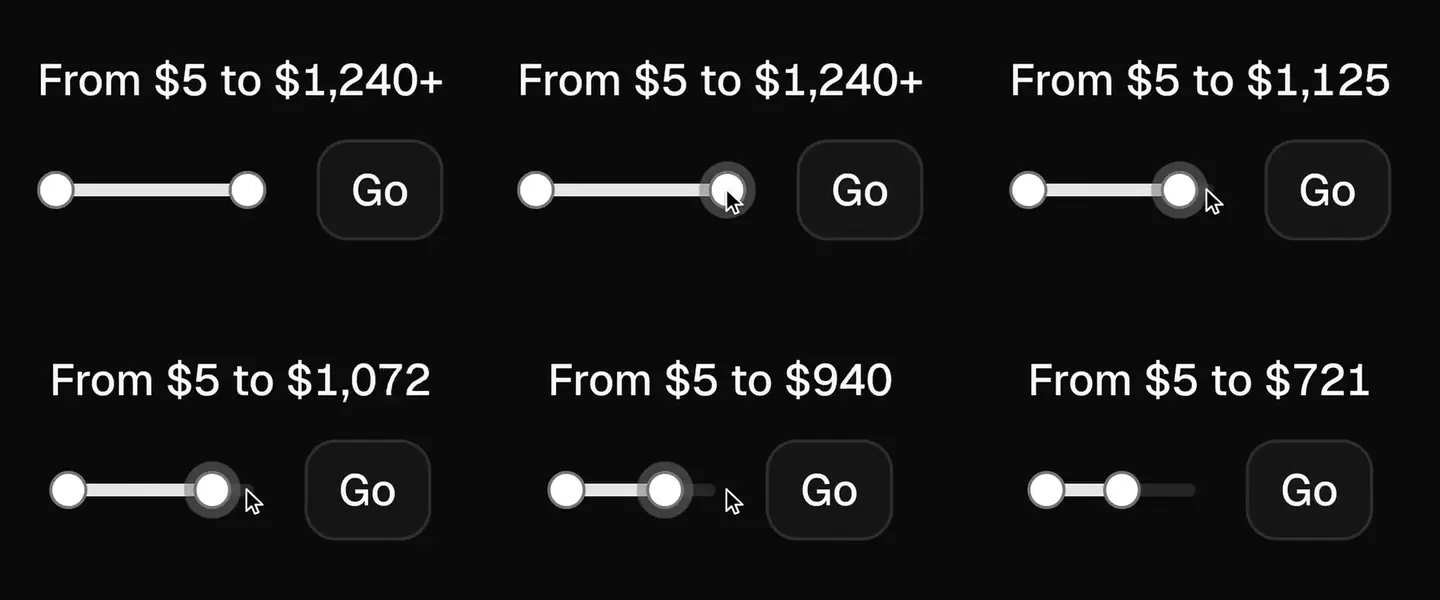 From $5 to $1,240+
From $5 to $1,240+
From $5 to $1,125
Go
Go
Go
From $5 to $1,072
From $5 to $940
From $5 to $721
Go
Go
Go